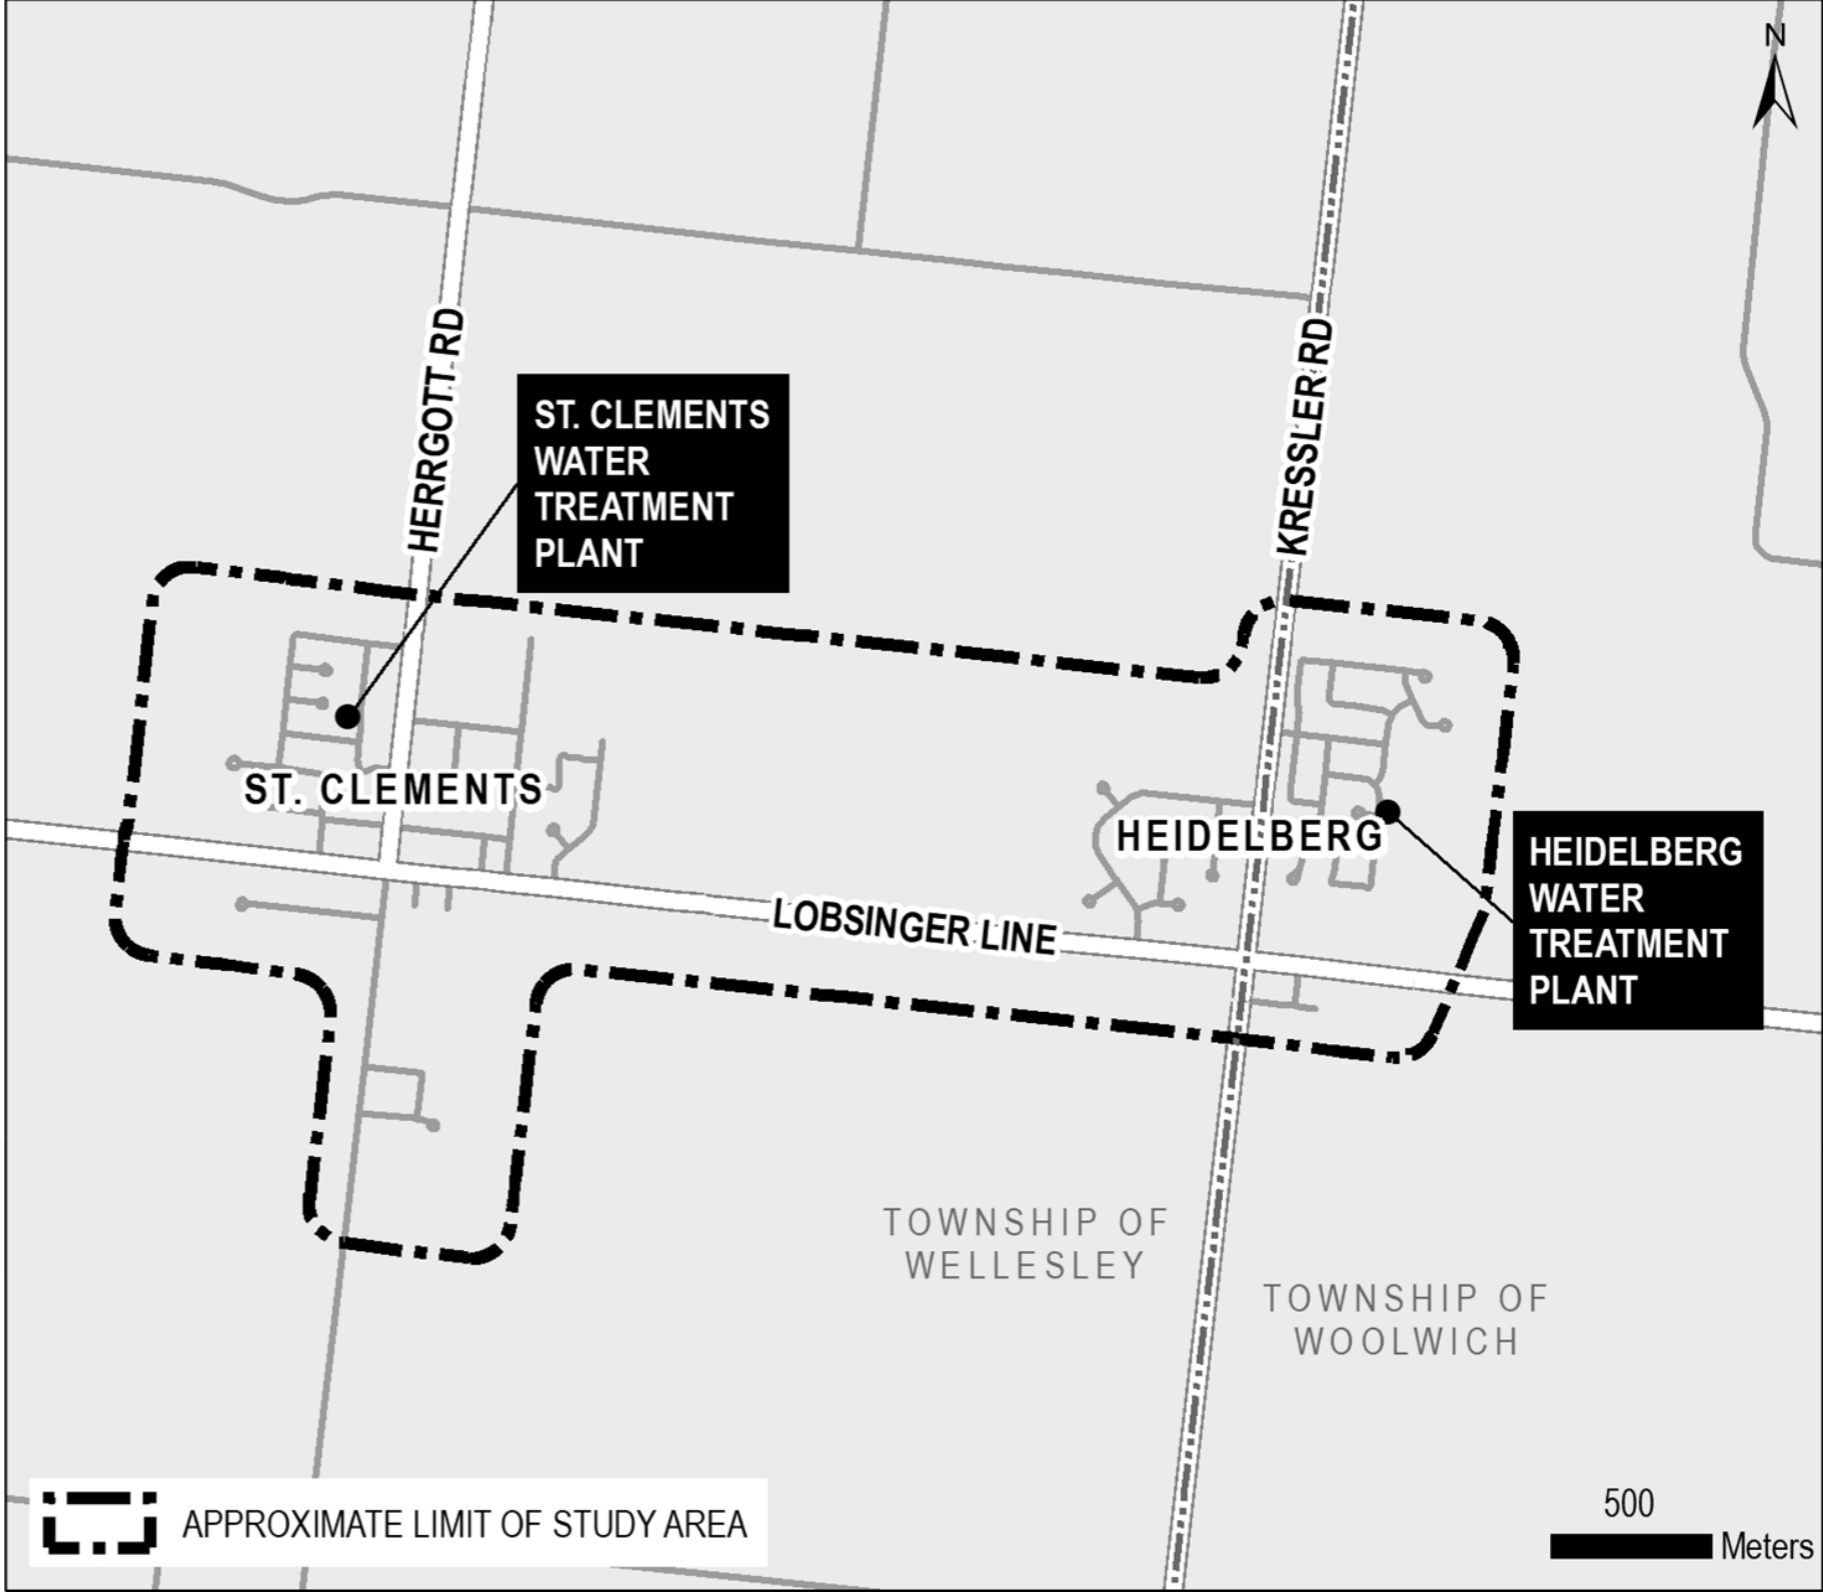 N
HERRGOTT RD
KRESSLER RD
ST. CLEMENTS
WATER
TREATMENT
PLANT
ST. CLEMENTS
HEIDELBERG
HEIDELBERG
WATER
TREATMENT
PLANT
LOBSINGER LINE
TOWNSHIP OF
WELLESLEY
TOWNSHIP OF
WOOLWICH
APPROXIMATE LIMIT OF STUDY AREA
500
Meters